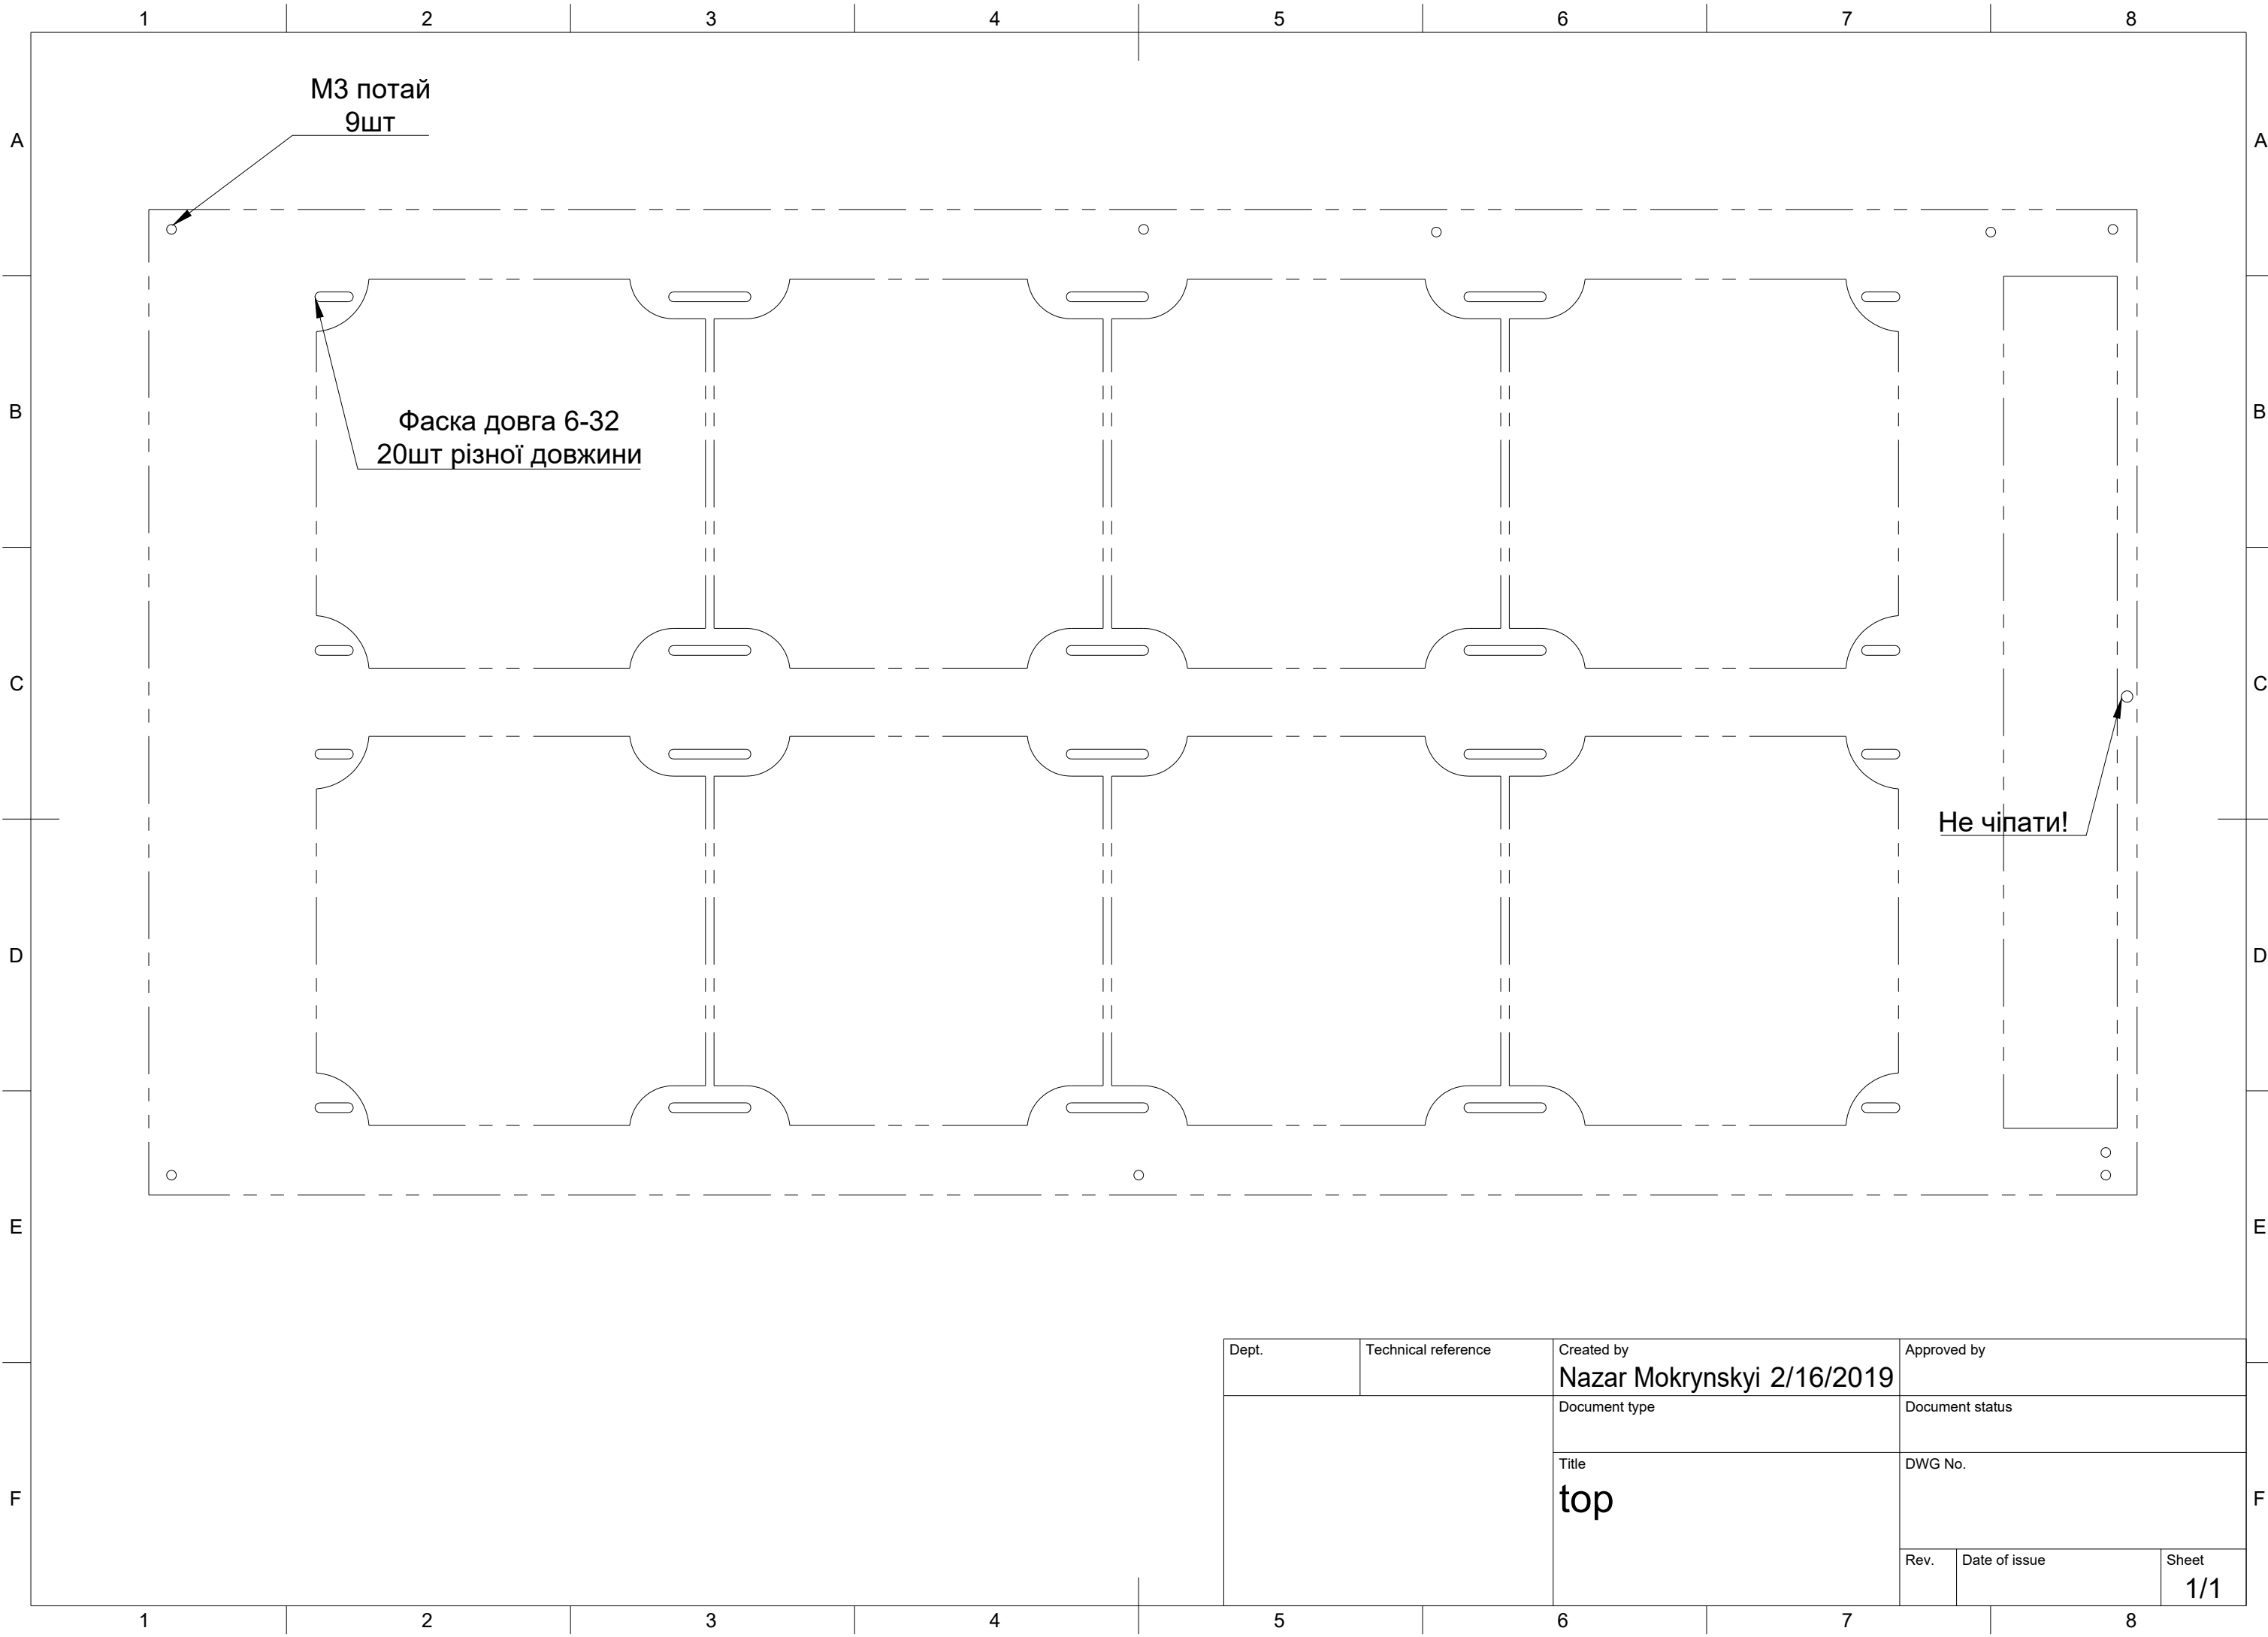 1 2 3 4 5 6 7 8
М3 потай
9шт
A A
Фаска довга 6-32
20шт різної довжини
B B
C C
Не чіпати!
D D
E E
Dept. Technical reference Created by Approved by
Nazar Mokrynskyi 2/16/2019
Document type Document status
Title DWG No.
top
F F
Rev. Date of issue Sheet
1/1
1 2 3 4 5 6 7 8